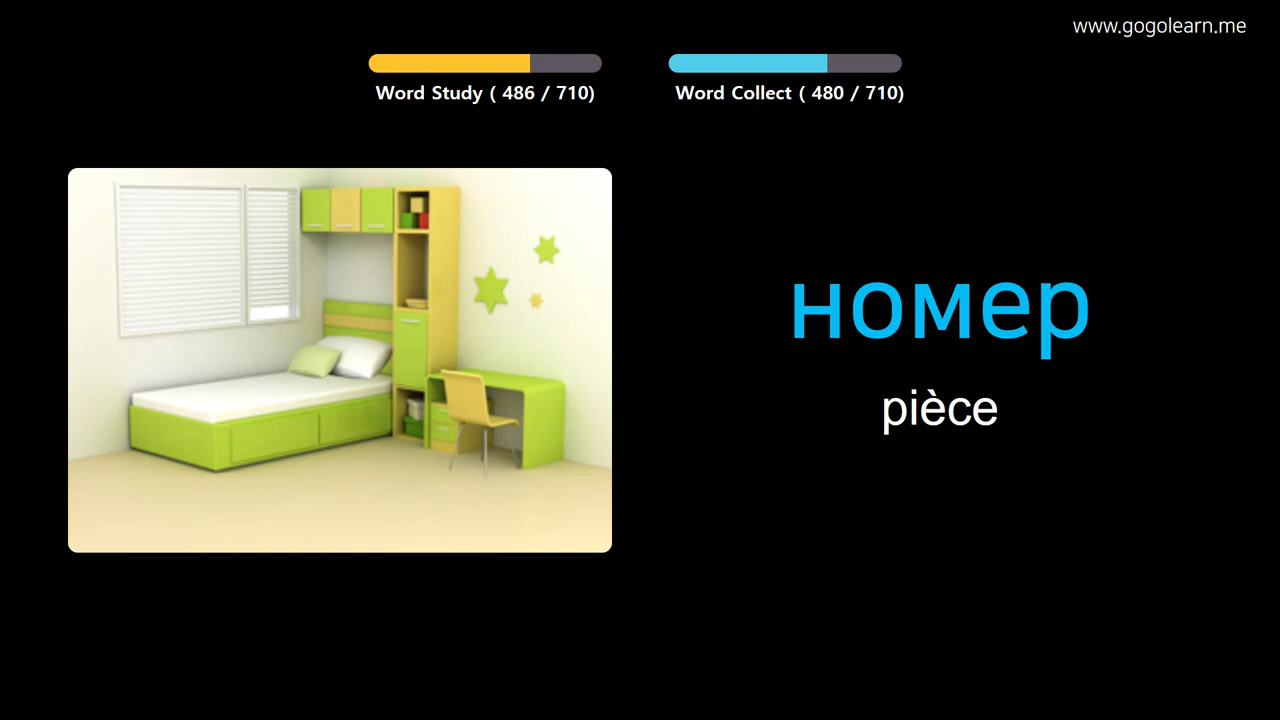 www.gogolearn.me
Word Study ( 486 / 710)
Word Collect ( 480 / 710)
номер
pièce